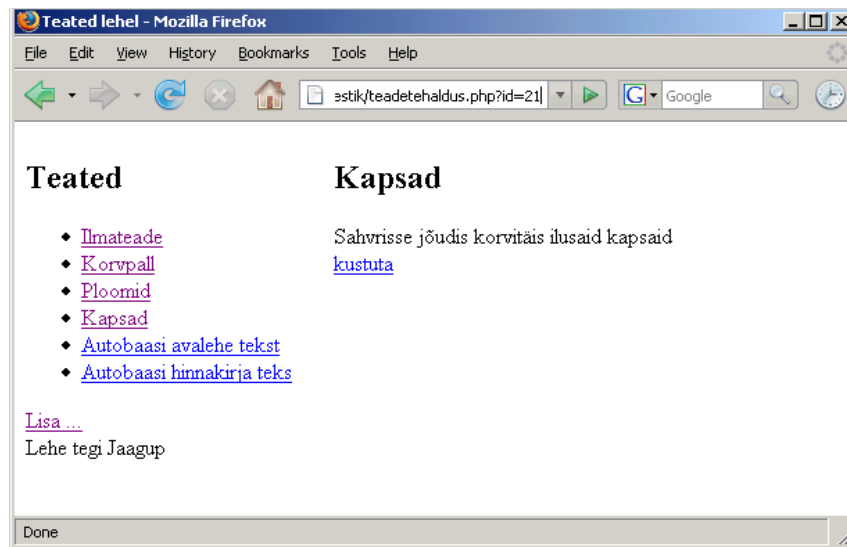 Teated lehel - Mozilla Firefox
File Edit View History Bookmarks Tools Help
estik/teadetehaldus.php?id=21 G Google
Teated
Ilmateade
Korvpall
Ploomid
Kapsad
Autobaasi avalehe tekst
Autobaasi hinnakirja teks
Lisa ...
Lehe tegi Jaagup
Kapsad
Sahvrisse jõudis korvitäis ilusaid kapsaid
kustuta
Done